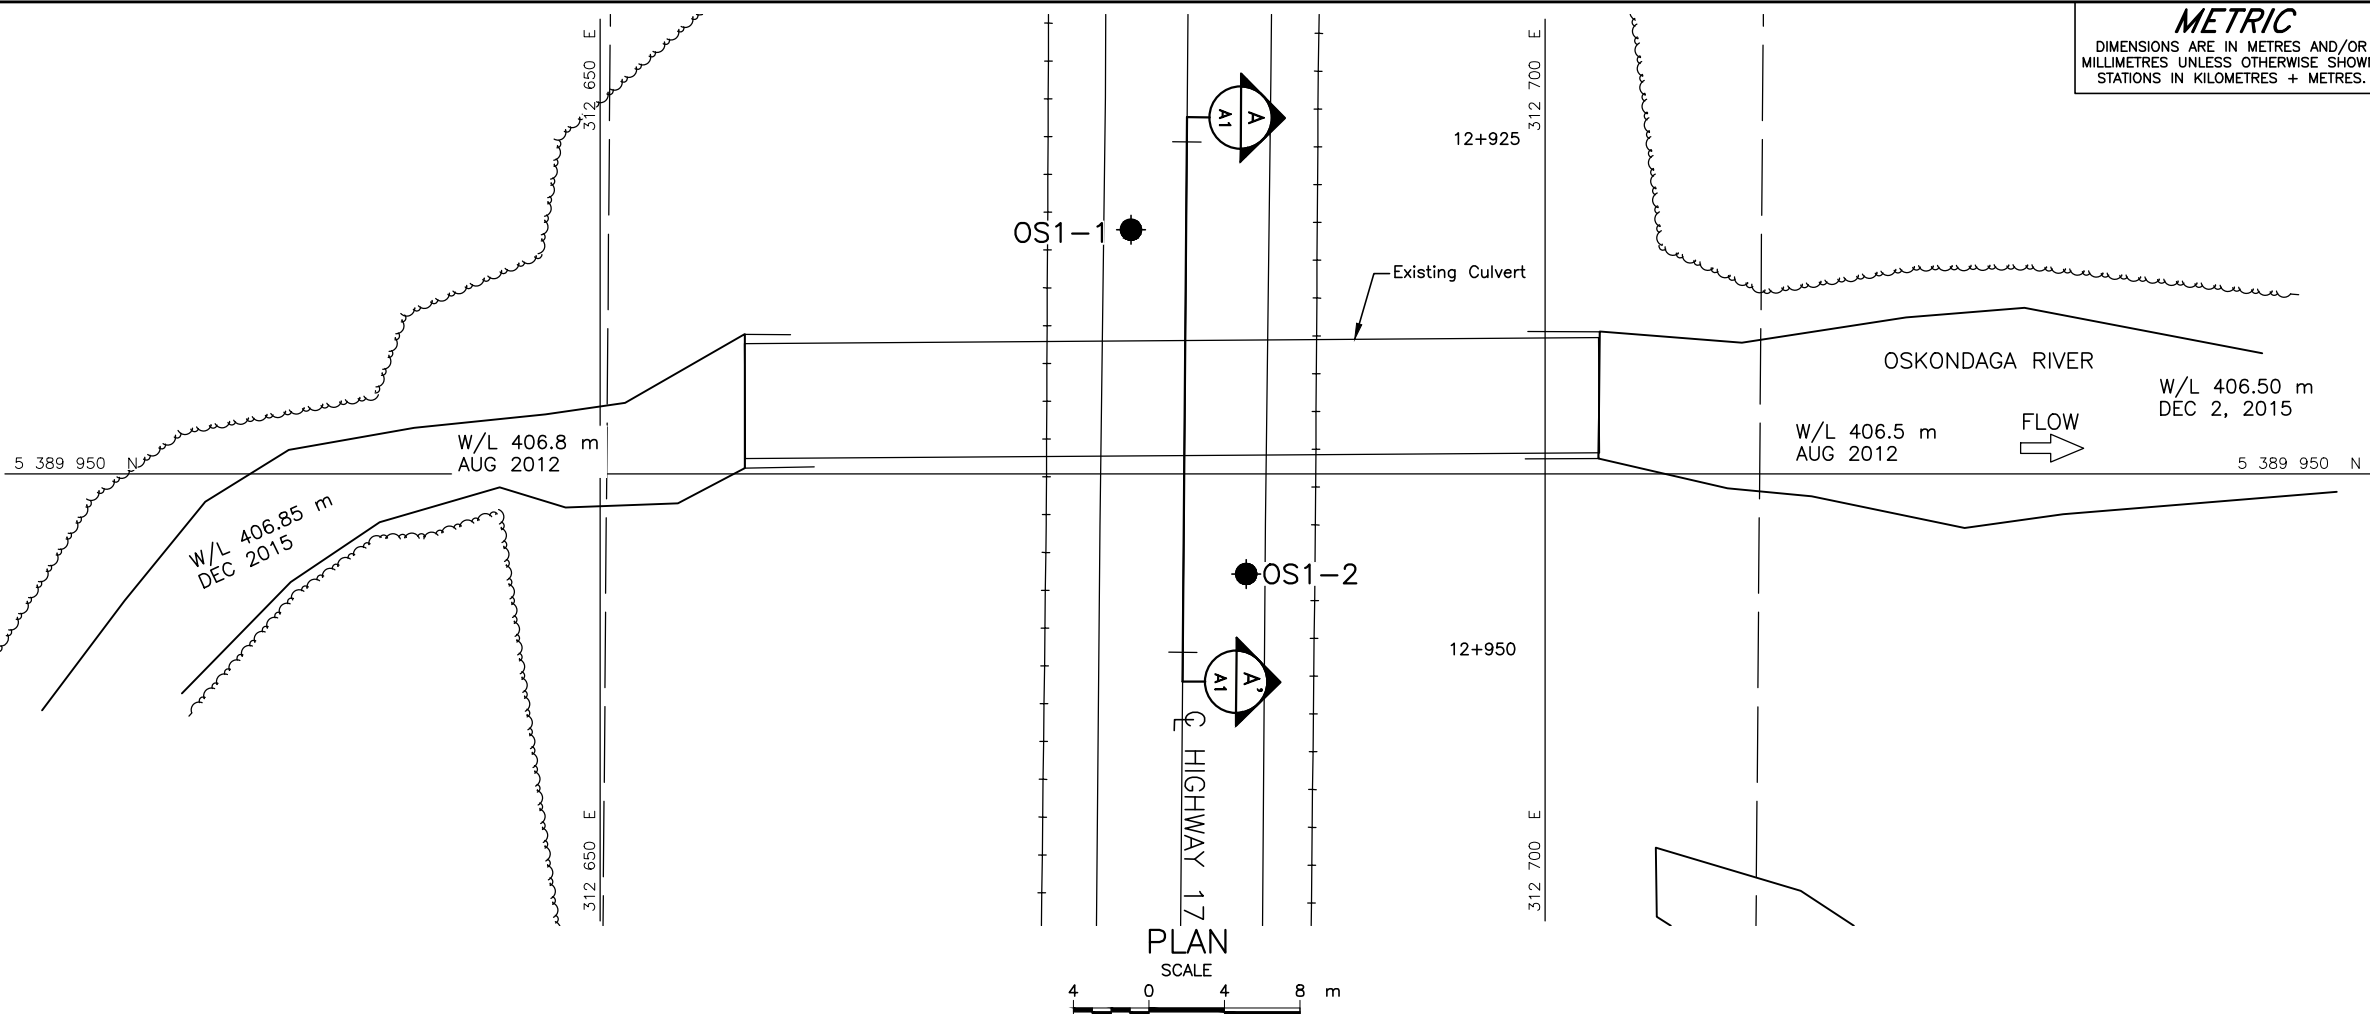 METRIC
DIMENSIONS ARE IN METRES AND/OR
MILLIMETRES UNLESS OTHERWISE SHOW
STATIONS IN KILOMETRES + METRES.
312 650 E
312 700 E
A
A1
12+925
OS1-1
Existing Culvert
OSKONDAGA RIVER
W/L 406.50 m
DEC 2, 2015
FLOW
W/L 406.5 m
AUG 2012
W/L 406.8 m
AUG 2012
5 389 950 N
5 389 950 N
W/L 406.85 m
DEC 2015
OS1-2
12+950
A'
A1
CL HIGHWAY 17
312 650 E
312 700 E
PLAN
SCALE
4 0 4 8 m